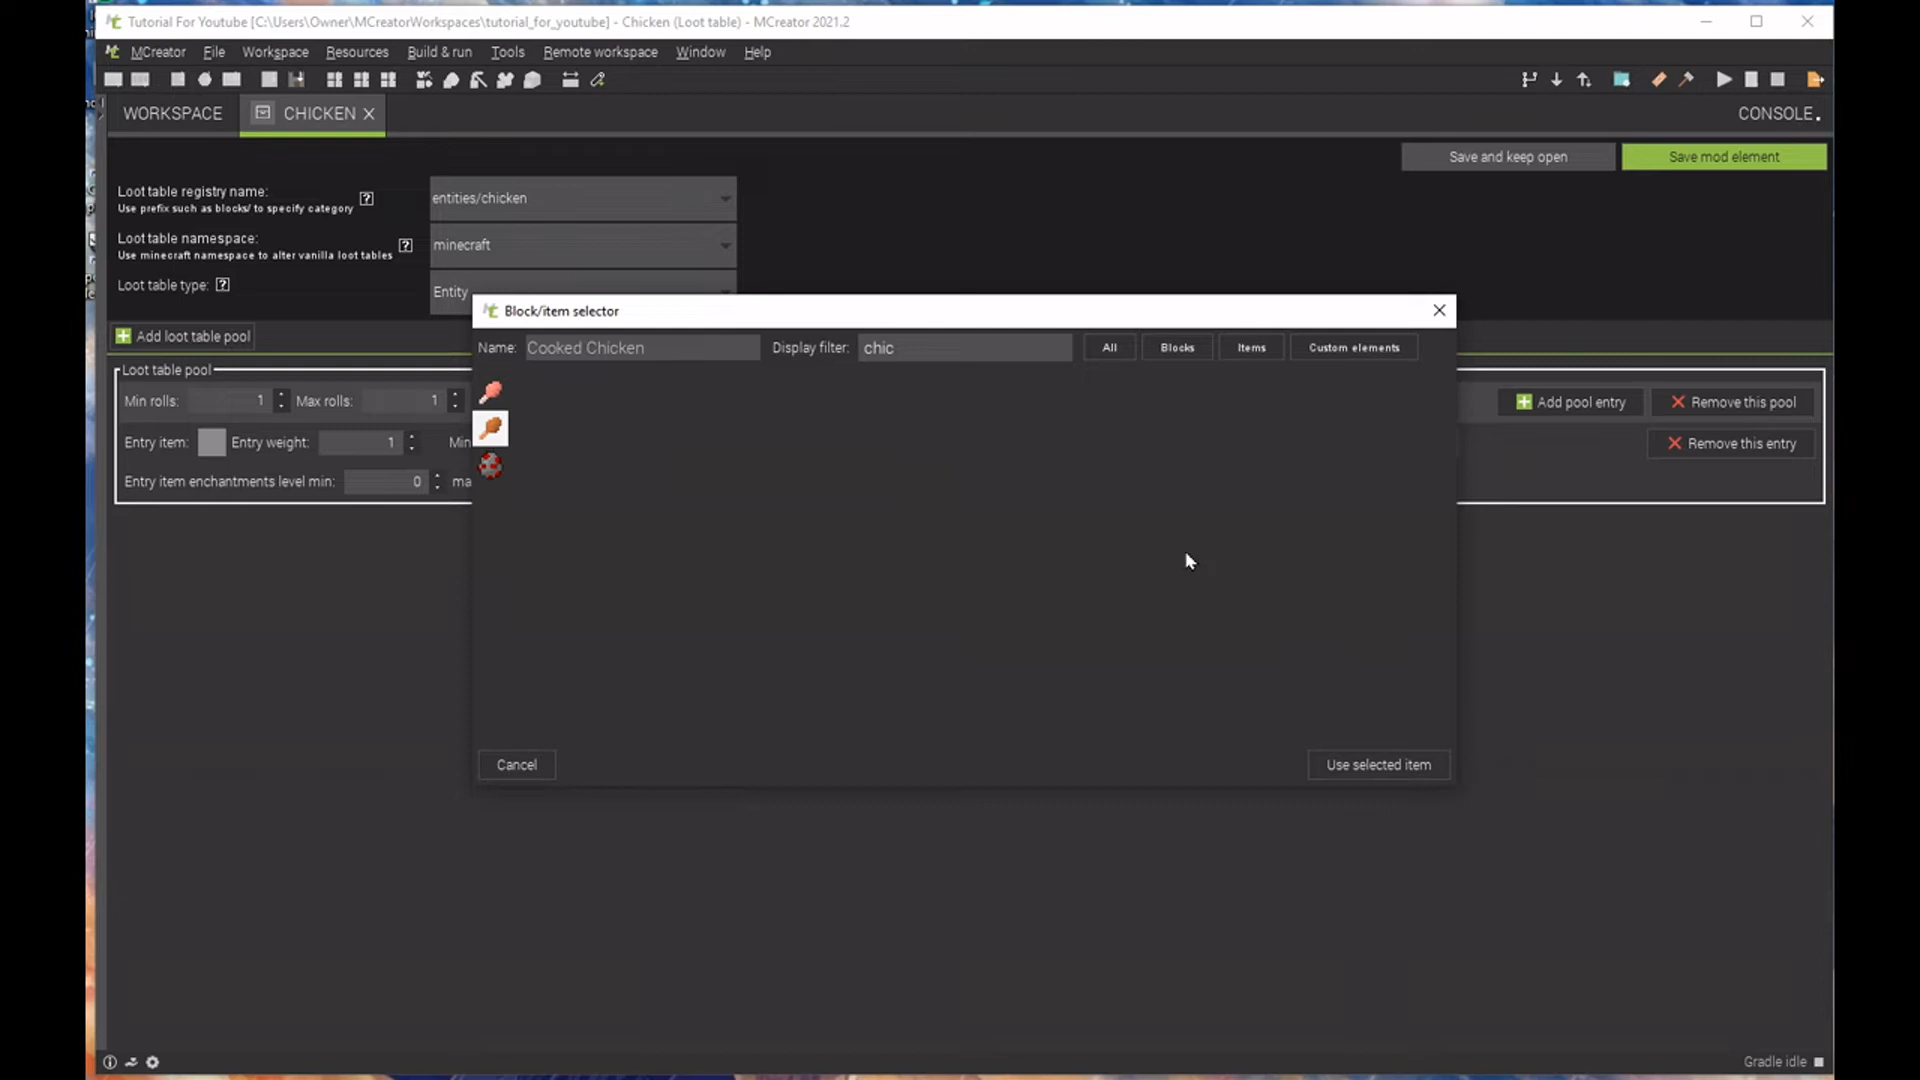 Tutorial For Youtube [C:\Users\Owner\MCreatorWorkspaces\tutorial_for_youtube] - Chicken (Loot table) - MCreator 2021.2
MCreator File Workspace Resources Build & run Tools Remote workspace Window Help
WORKSPACE CHICKEN CONSOLE
Save and keep open Save mod element
Loot table registry name:
Use prefix such as blocks/ to specify category
entities/chicken
Loot table namespace:
Use minecraft namespace to alter vanilla loot tables
minecraft
Loot table type:
Entity
Block/item selector
Add loot table pool
Name: Cooked Chicken Display filter: chic All Blocks Items Custom elements
Loot table pool
Min rolls: 1 Max rolls: 1 Add pool entry Remove this pool
Entry item: Entry weight: 1 Min Remove this entry
Entry item enchantments level min: 0 ma
Cancel Use selected item
Gradle idle